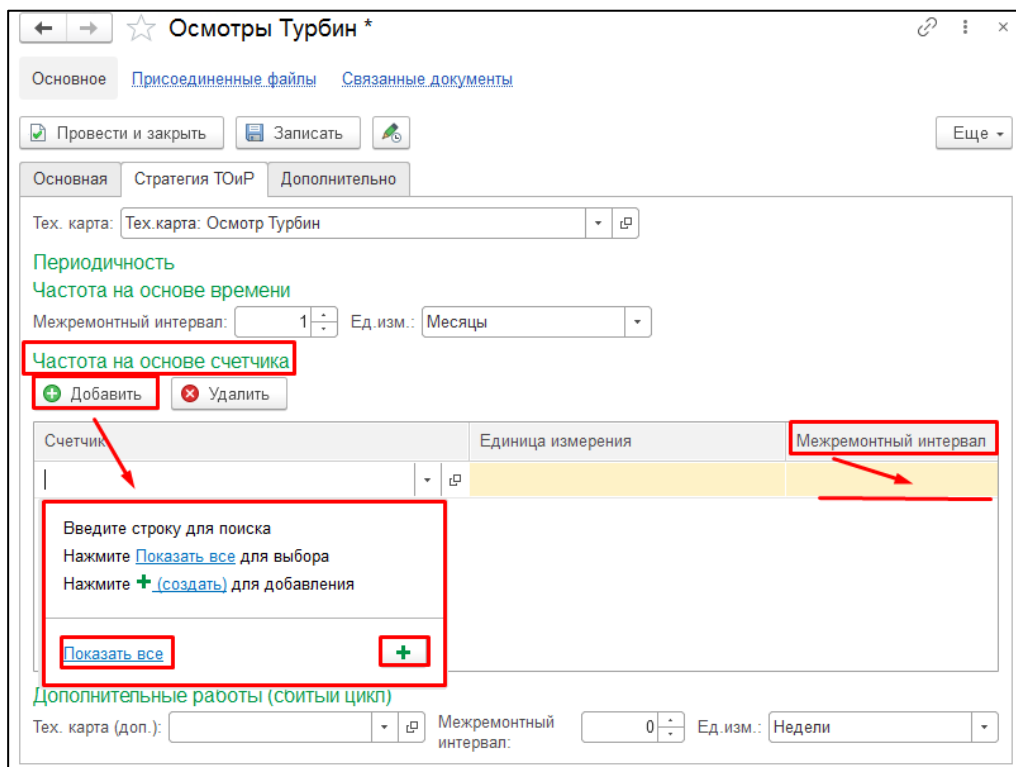 Осмотры Турбин *
Основное Присоединенные файлы Связанные документы
Провести и закрыть Записать Еще
Основная Стратегия ТОиР Дополнительно
Тех. карта: Тех.карта: Осмотр Турбин
Периодичность
Частота на основе времени
Межремонтный интервал: 1 Ед.изм.: Месяцы
Частота на основе счетчика
Добавить Удалить
Счетчик Единица измерения Межремонтный интервал
Введите строку для поиска
Нажмите Показать все для выбора
Нажмите + (создать) для добавления
Показать все +
Дополнительные работы (сбитый цикл)
Тех. карта (доп.): Межремонтный интервал: 0 Ед.изм.: Недели